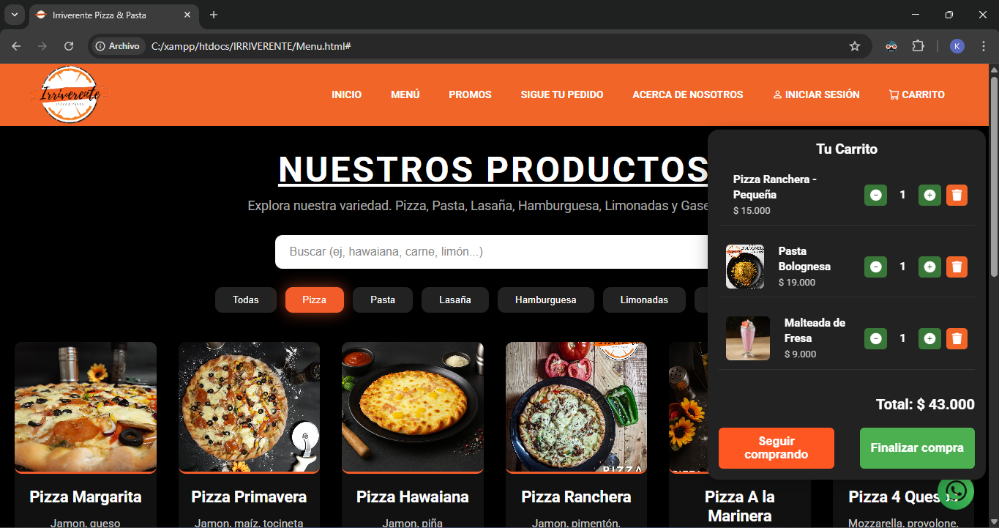 Irriverente Pizza & Pasta
Archivo
C:/xampp/htdocs/IRRIVERENTE/Menu.html#
K
Irriverente
PIZZA & PASTA
INICIO
MENÚ
PROMOS
SIGUE TU PEDIDO
ACERCA DE NOSOTROS
INICIAR SESIÓN
CARRITO
NUESTROS PRODUCTOS
Explora nuestra variedad. Pizza, Pasta, Lasaña, Hamburguesa, Limonadas y Gase
Buscar (ej, hawaiana, carne, limón...)
Todas
Pizza
Pasta
Lasaña
Hamburguesa
Limonadas
Tu Carrito
Pizza Ranchera -
Pequeña
$ 15.000
1
Pasta
Bolognesa
$ 19.000
1
Malteada de
Fresa
$ 9.000
1
Total: $ 43.000
Seguir
comprando
Finalizar compra
PIZZA
Pizza Margarita
Jamon, queso
Pizza Primavera
Jamon, maíz, tocineta
Pizza Hawaiana
Jamon, piña
Pizza Ranchera
Jamon, pimentón,
Pizza A la
Marinera
Pizza 4 Quesos
Mozzarella, provolone,